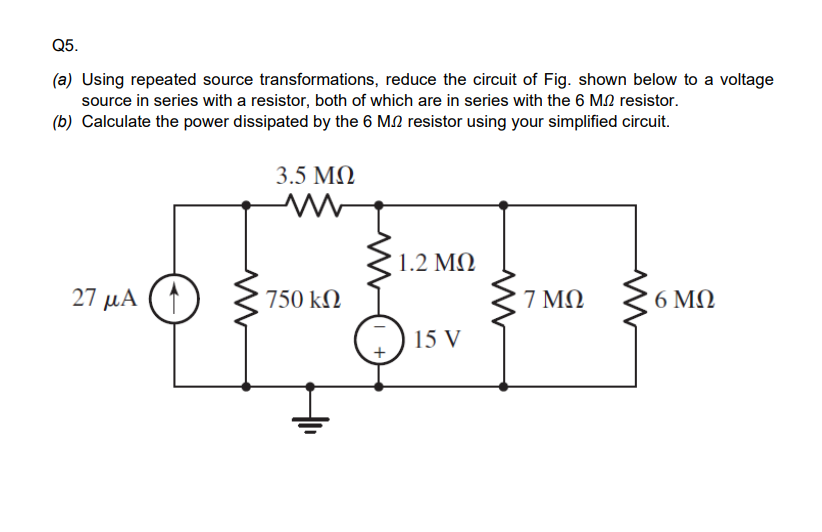 Q5.
(a) Using repeated source transformations, reduce the circuit of Fig. shown below to a voltage
source in series with a resistor, both of which are in series with the 6 MΩ resistor.
(b) Calculate the power dissipated by the 6 MΩ resistor using your simplified circuit.
3.5 MΩ
1.2 MΩ
27 μA
750 kΩ
7 MΩ
6 MΩ
−
15 V
+